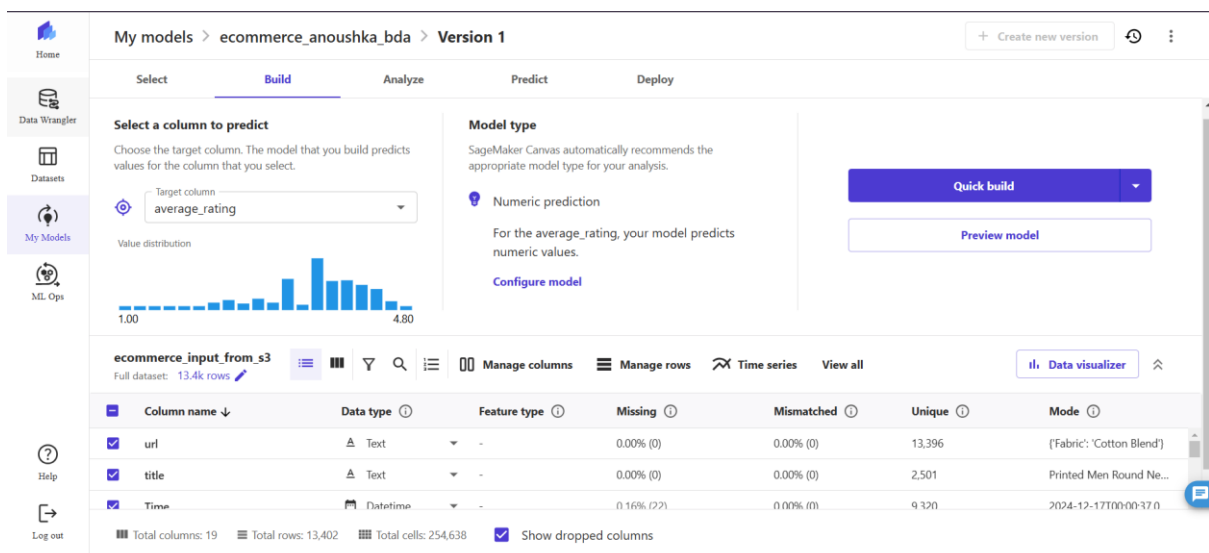 Home
Data Wrangler
Datasets
My Models
ML Ops
Help
Log out
My models > ecommerce_anoushka_bda > Version 1
+ Create new version
Select Build Analyze Predict Deploy
Select a column to predict
Choose the target column. The model that you build predicts
values for the column that you select.
Target column
average_rating
Value distribution
1.00 4.80
Model type
SageMaker Canvas automatically recommends the
appropriate model type for your analysis.
Numeric prediction
For the average_rating, your model predicts
numeric values.
Configure model
Quick build
Preview model
ecommerce_input_from_s3
Full dataset: 13.4k rows
Manage columns Manage rows Time series View all
Data visualizer
Column name Data type Feature type Missing Mismatched Unique Mode
url Text - 0.00% (0) 0.00% (0) 13,396 {'Fabric': 'Cotton Blend'}
title Text - 0.00% (0) 0.00% (0) 2,501 Printed Men Round Ne...
Time Datetime - 0.16% (22) 0.00% (0) 9,320 2024-12-17T00:00:37.0
Total columns: 19 Total rows: 13,402 Total cells: 254,638 Show dropped columns